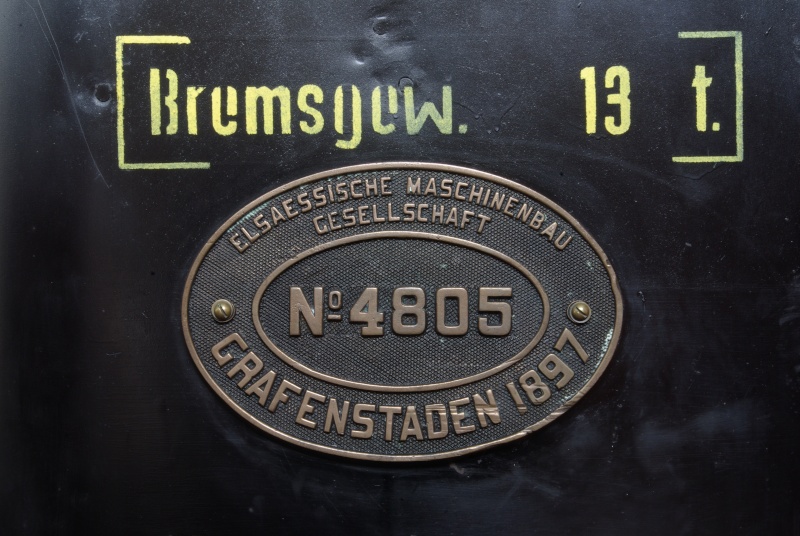 Bremsgew. 13 t.
ELSAESSISCHE MASCHINENBAU
GESELLSCHAFT
Nº 4805
GRAFENSTADEN 1897